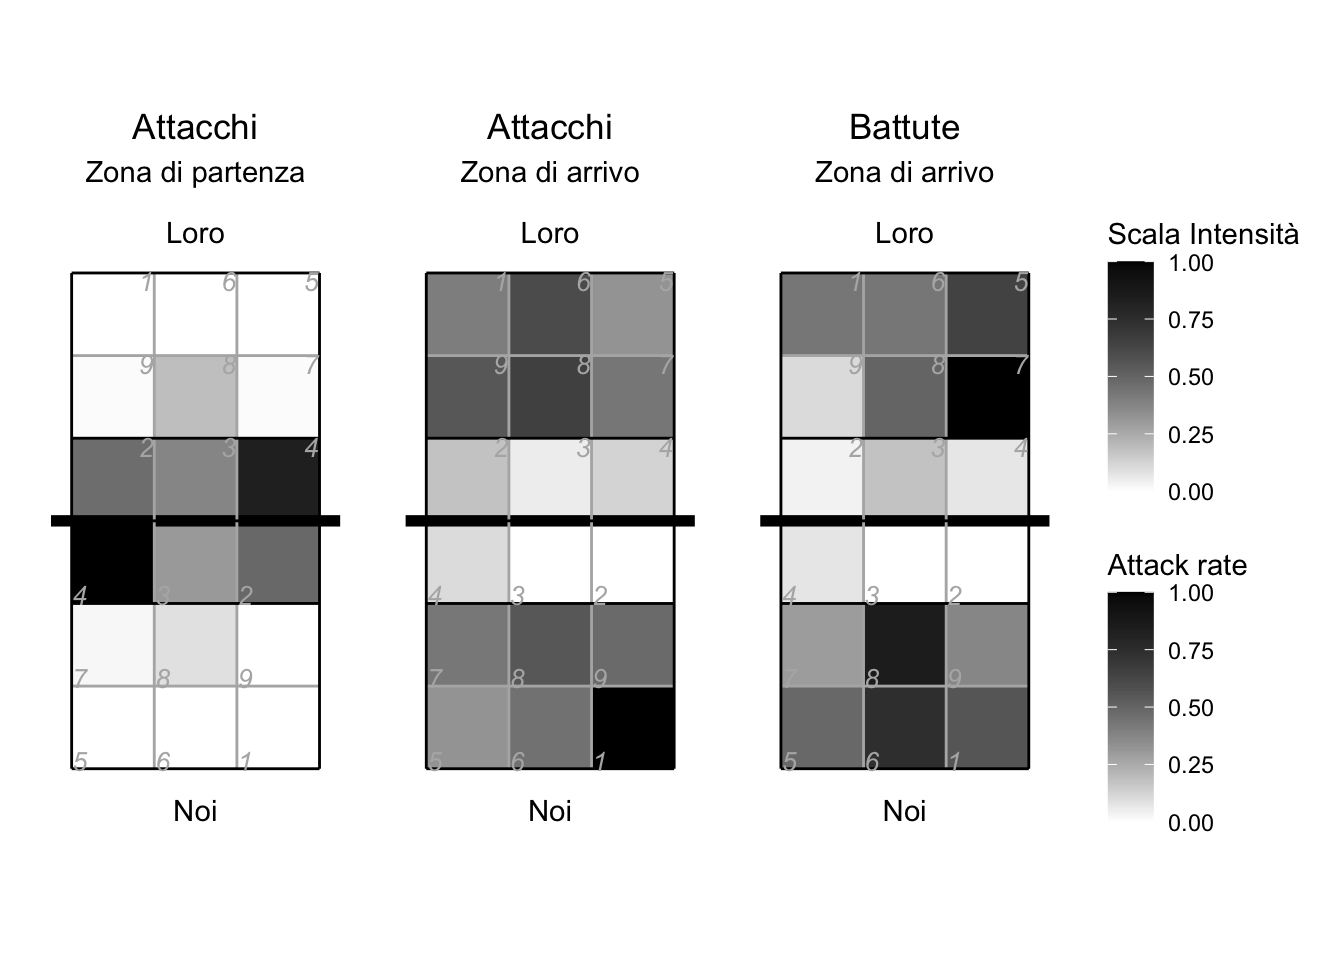 Attacchi
Zona di partenza
Loro
1 6 5
9 8 7
2 3 4
4 3 2
7 8 9
5 6 1
Noi
Attacchi
Zona di arrivo
Loro
1 6 5
9 8 7
2 3 4
4 3 2
7 8 9
5 6 1
Noi
Battute
Zona di arrivo
Loro
1 6 5
9 8 7
2 3 4
4 3 2
7 8 9
5 6 1
Noi
Scala Intensità
1.00
0.75
0.50
0.25
0.00
Attack rate
1.00
0.75
0.50
0.25
0.00